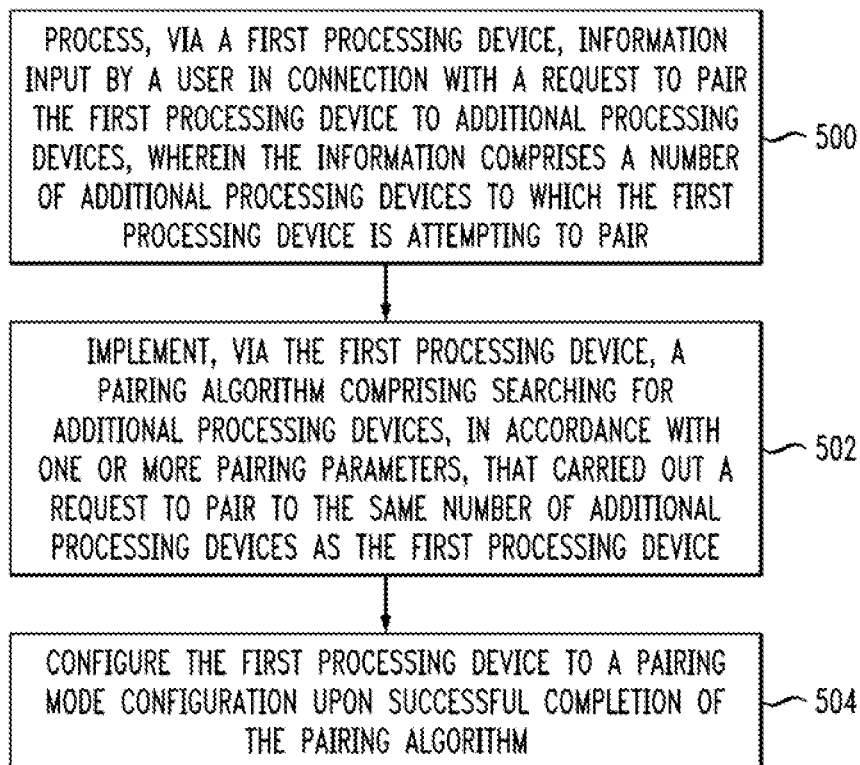 PROCESS, VIA A FIRST PROCESSING DEVICE, INFORMATION
INPUT BY A USER IN CONNECTION WITH A REQUEST TO PAIR
THE FIRST PROCESSING DEVICE TO ADDITIONAL PROCESSING
DEVICES, WHEREIN THE INFORMATION COMPRISES A NUMBER
OF ADDITIONAL PROCESSING DEVICES TO WHICH THE FIRST
PROCESSING DEVICE IS ATTEMPTING TO PAIR
500
IMPLEMENT, VIA THE FIRST PROCESSING DEVICE, A
PAIRING ALGORITHM COMPRISING SEARCHING FOR
ADDITIONAL PROCESSING DEVICES, IN ACCORDANCE WITH
ONE OR MORE PAIRING PARAMETERS, THAT CARRIED OUT A
REQUEST TO PAIR TO THE SAME NUMBER OF ADDITIONAL
PROCESSING DEVICES AS THE FIRST PROCESSING DEVICE
502
CONFIGURE THE FIRST PROCESSING DEVICE TO A PAIRING
MODE CONFIGURATION UPON SUCCESSFUL COMPLETION OF
THE PAIRING ALGORITHM
504